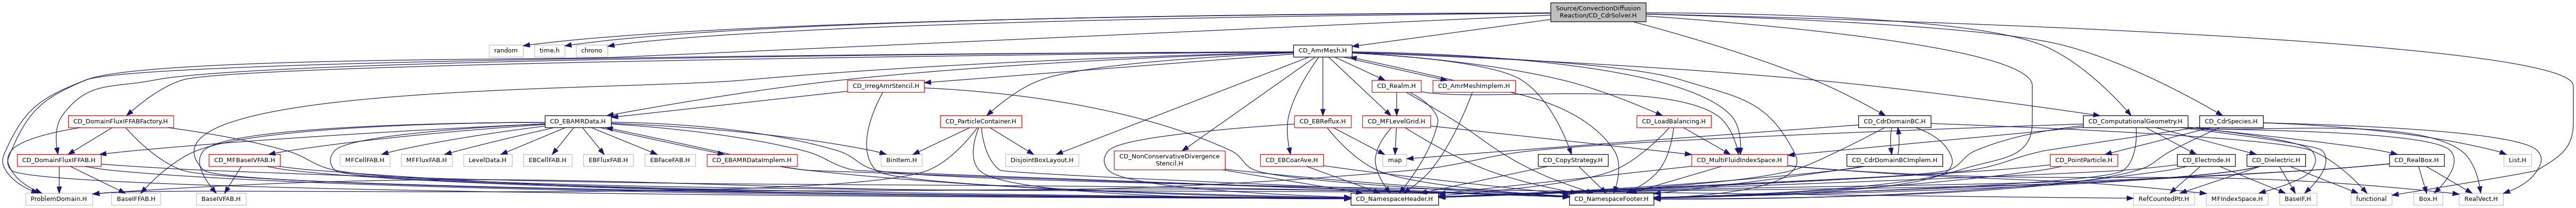 Source/ConvectionDiffusion
Reaction/CD_CdrSolver.H
random
time.h
chrono
CD_AmrMesh.H
CD_IrregAmrStencil.H
CD_Realm.H
CD_AmrMeshImplem.H
CD_DomainFluxIFFABFactory.H
CD_EBAMRData.H
CD_ParticleContainer.H
CD_EBReflux.H
CD_MFLevelGrid.H
CD_LoadBalancing.H
CD_CdrDomainBC.H
CD_ComputationalGeometry.H
CD_CdrSpecies.H
CD_DomainFluxIFFAB.H
CD_MFBaseIVFAB.H
MFCellFAB.H
MFFluxFAB.H
LevelData.H
EBCellFAB.H
EBFluxFAB.H
EBFaceFAB.H
CD_EBAMRDataImplem.H
BinItem.H
DisjointBoxLayout.H
CD_NonConservativeDivergence
Stencil.H
CD_EBCoarAve.H
map
CD_CopyStrategy.H
CD_MultiFluidIndexSpace.H
CD_CdrDomainBCImplem.H
CD_PointParticle.H
CD_Electrode.H
CD_Dielectric.H
CD_RealBox.H
List.H
ProblemDomain.H
BaseIFFAB.H
BaseIVFAB.H
CD_NamespaceHeader.H
CD_NamespaceFooter.H
RefCountedPtr.H
MFIndexSpace.H
BaseIF.H
functional
Box.H
RealVect.H